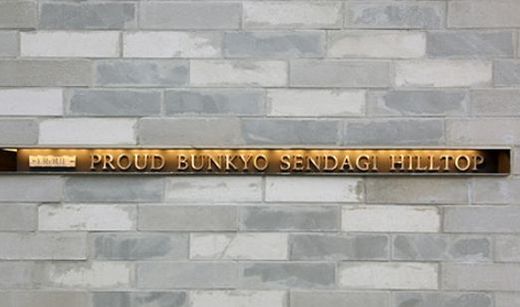 PROUD BUNKYO SENDAGI HILLTOP